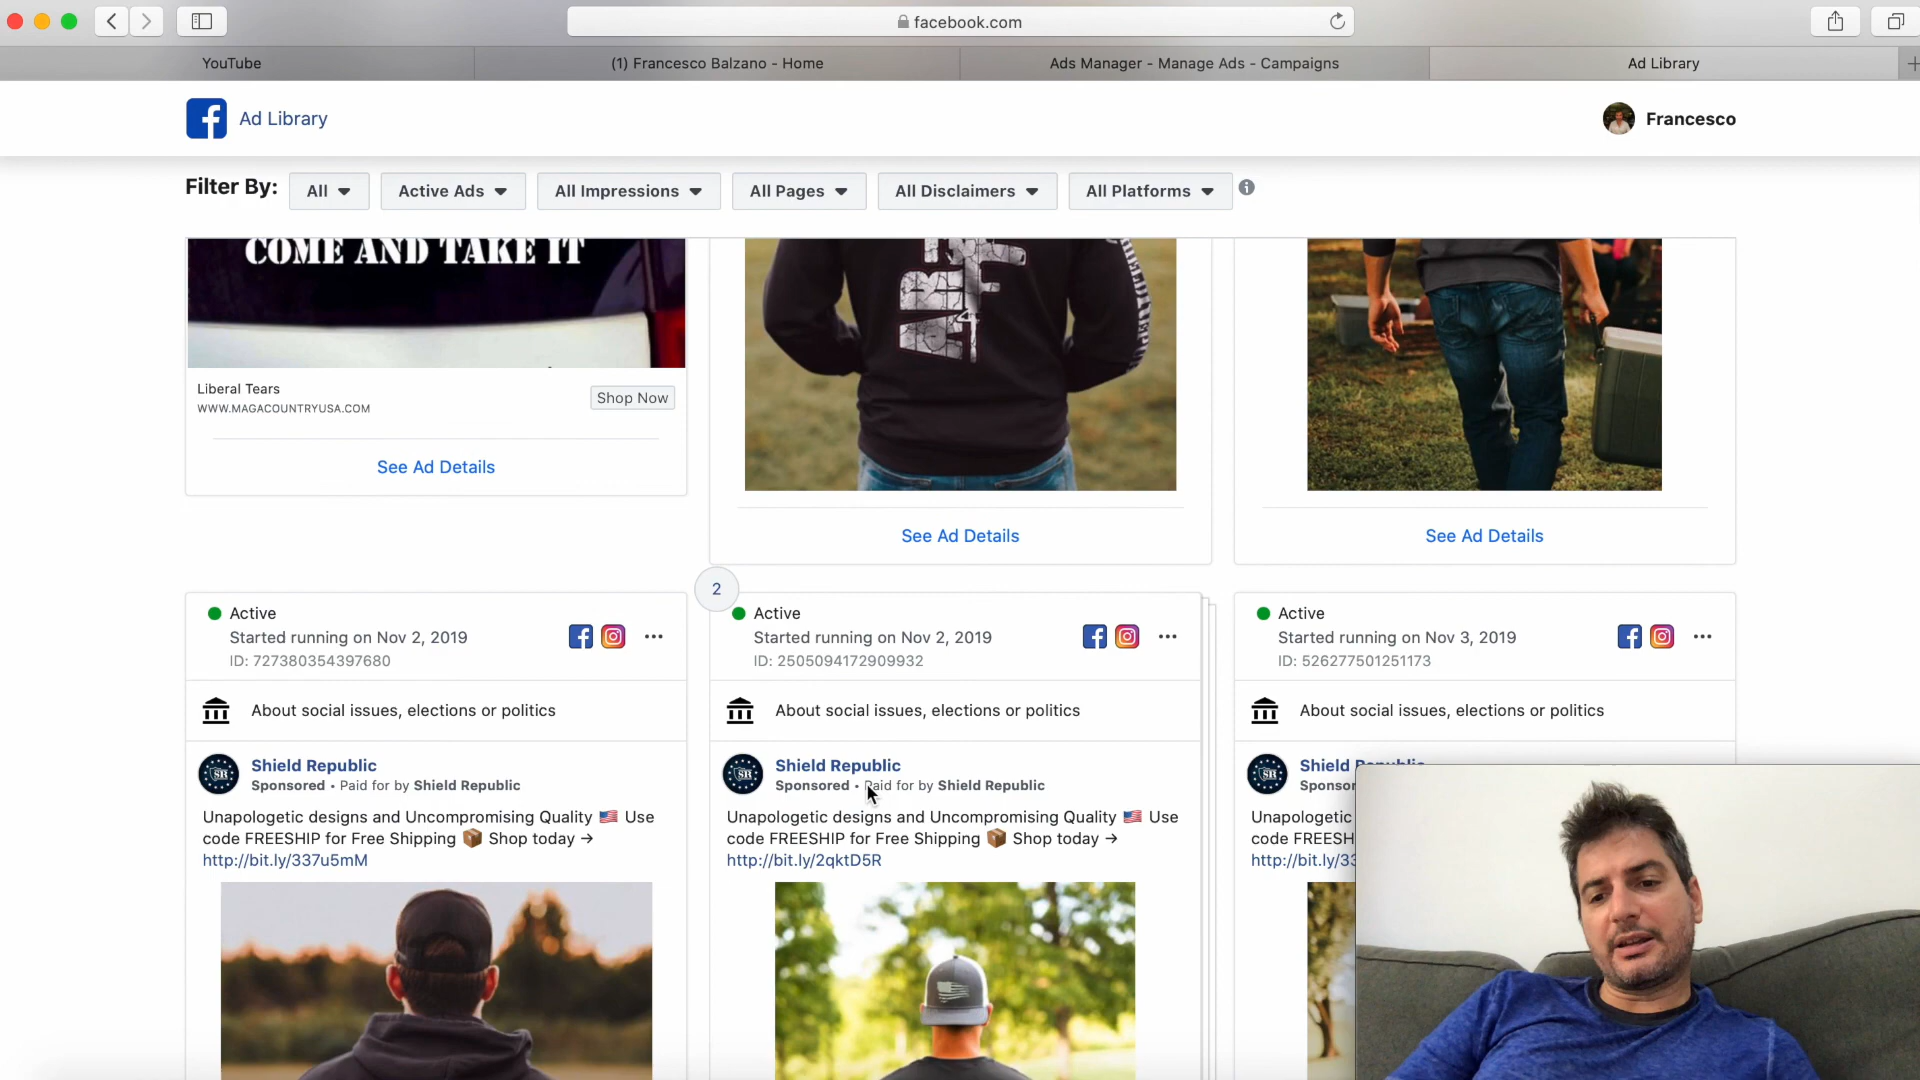 facebook.com
YouTube
(1) Francesco Balzano - Home
Ads Manager - Manage Ads - Campaigns
Ad Library
Ad Library
Francesco
Filter By:
All
Active Ads
All Impressions
All Pages
All Disclaimers
All Platforms
COME AND TAKE IT
Liberal Tears
WWW.MAGACOUNTRYUSA.COM
Shop Now
See Ad Details
See Ad Details
See Ad Details
Active
Started running on Nov 2, 2019
ID: 727380354397680
About social issues, elections or politics
Shield Republic
Sponsored • Paid for by Shield Republic
Unapologetic designs and Uncompromising Quality 🇺🇸 Use
code FREESHIP for Free Shipping 📦 Shop today →
http://bit.ly/337u5mM
2
Active
Started running on Nov 2, 2019
ID: 2505094172909932
About social issues, elections or politics
Shield Republic
Sponsored • Paid for by Shield Republic
Unapologetic designs and Uncompromising Quality 🇺🇸 Use
code FREESHIP for Free Shipping 📦 Shop today →
http://bit.ly/2qktD5R
Active
Started running on Nov 3, 2019
ID: 526277501251173
About social issues, elections or politics
Shield
Unapologetic
code FREESH
http://bit.ly/33